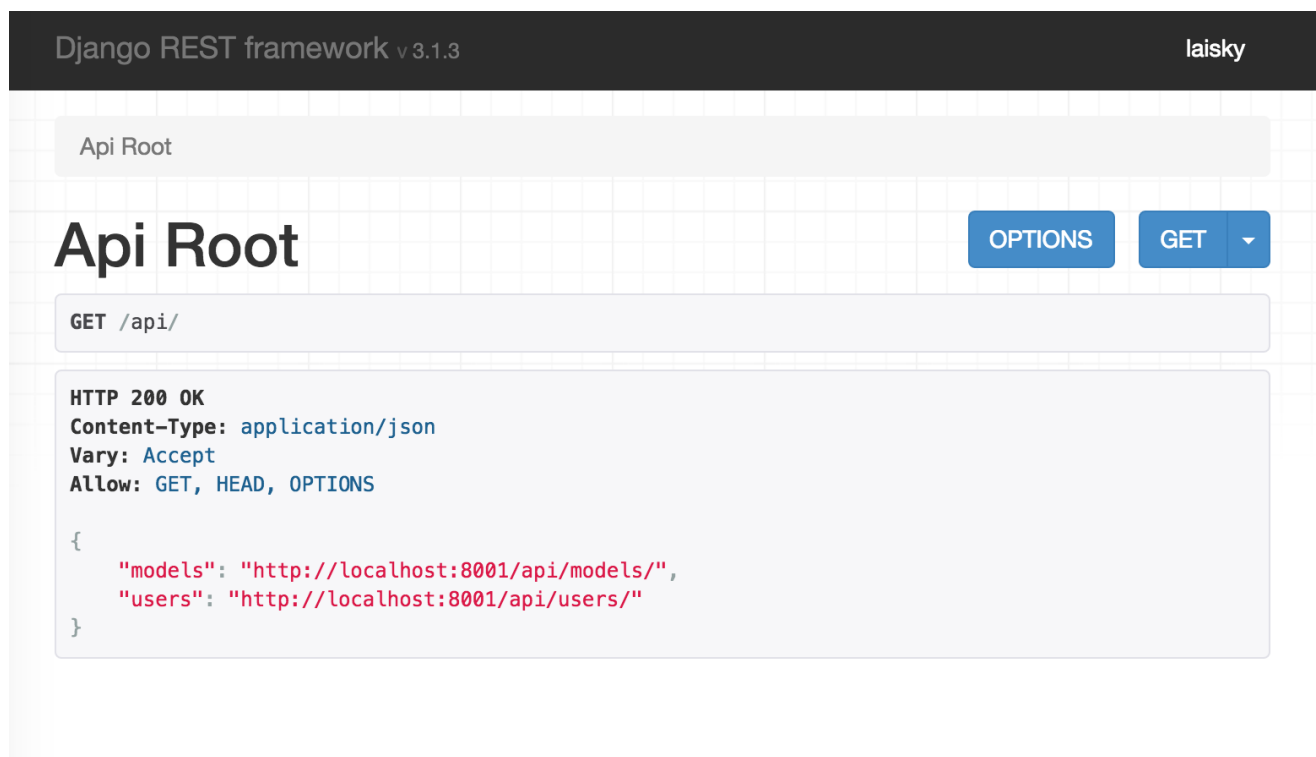 Django REST framework v 3.1.3
laisky
Api Root
Api Root
OPTIONS
GET
GET /api/
HTTP 200 OK
Content-Type: application/json
Vary: Accept
Allow: GET, HEAD, OPTIONS
{
    "models": "http://localhost:8001/api/models/",
    "users": "http://localhost:8001/api/users/"
}